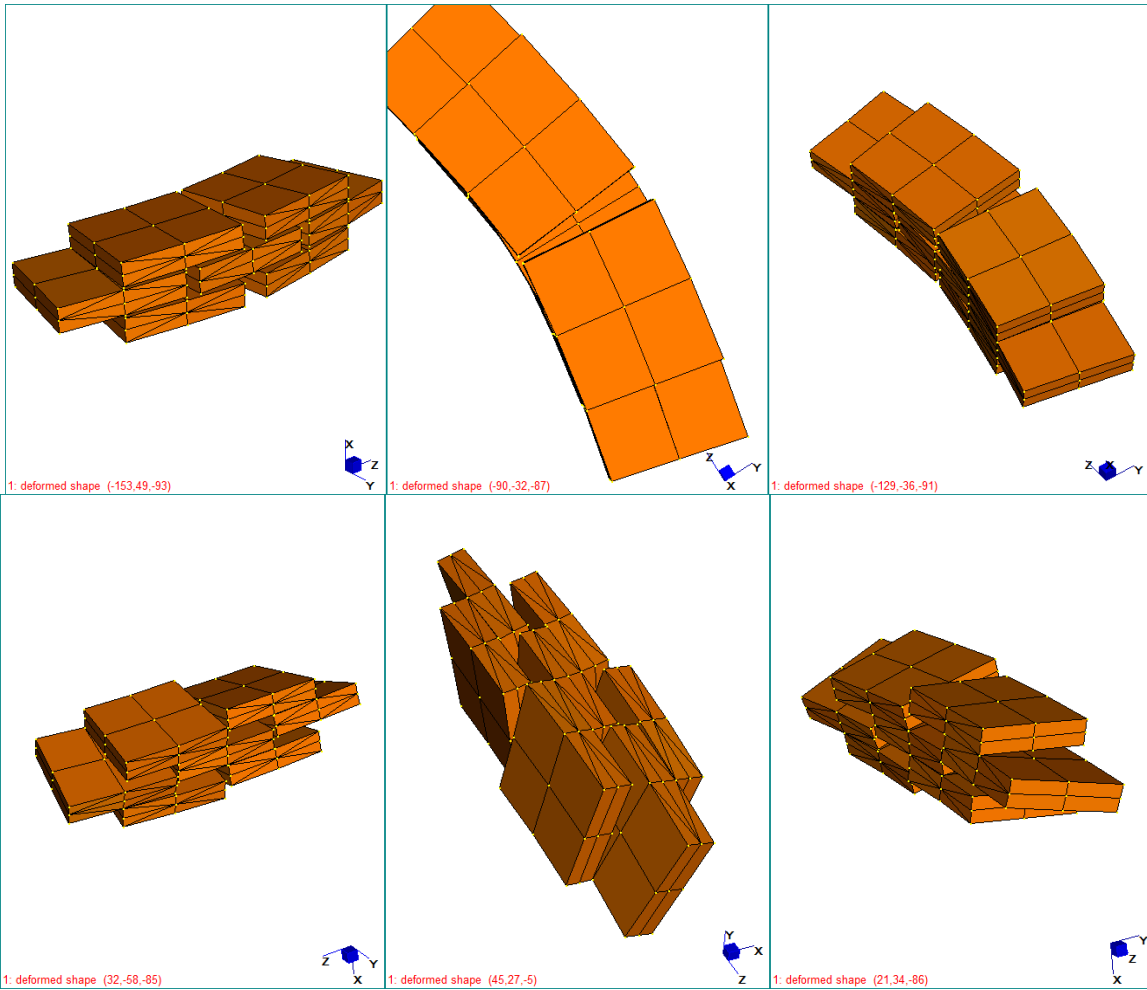 X
Z
Y
1: deformed shape (-153,49,-93)
Z
Y
X
1: deformed shape (-90,-32,-87)
Z
X
Y
1: deformed shape (-129,-36,-91)
Z
Y
X
1: deformed shape (32,-58,-85)
Y
X
Z
1: deformed shape (45,27,-5)
Y
X
1: deformed shape (21,34,-86)